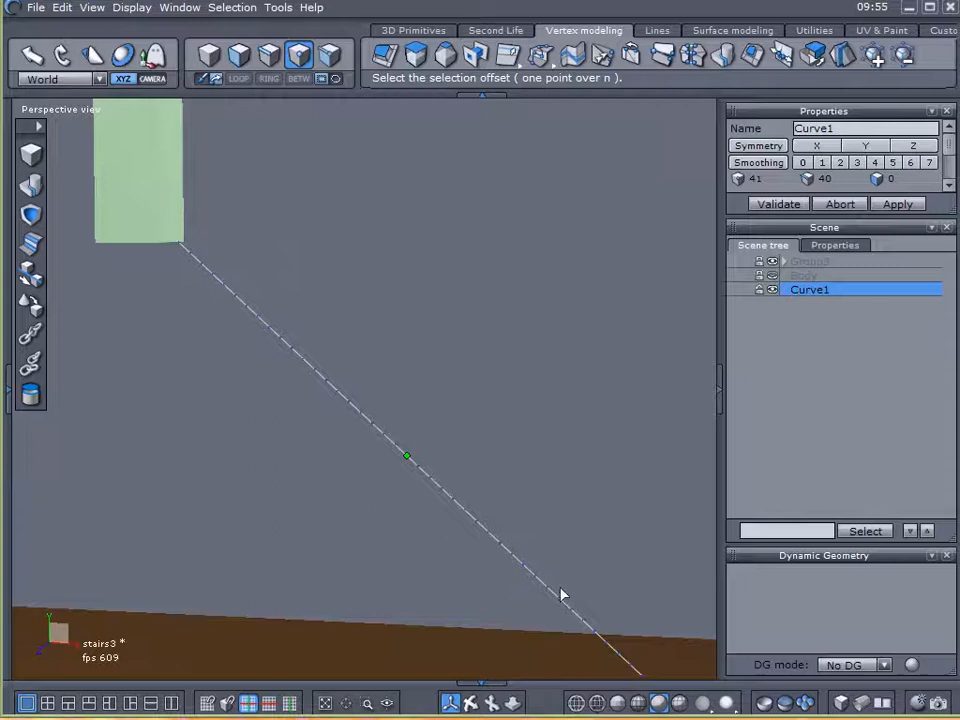 File Edit View Display Window Selection Tools Help 09:55
3D Primitives Second Life Vertex modeling Lines Surface modeling Utilities UV & Paint Custo
World XYZ CAMERA LOOP RING BETW
Select the selection offset ( one point over n ).
Perspective view
Properties
Name Curve1
Symmetry X Y Z
Smoothing 0 1 2 3 4 5 6 7
41 40 0
Validate Abort Apply
Scene
Scene tree Properties
Group3
Body
Curve1
Select
Dynamic Geometry
DG mode: No DG
Y
stairs3 *
fps 609